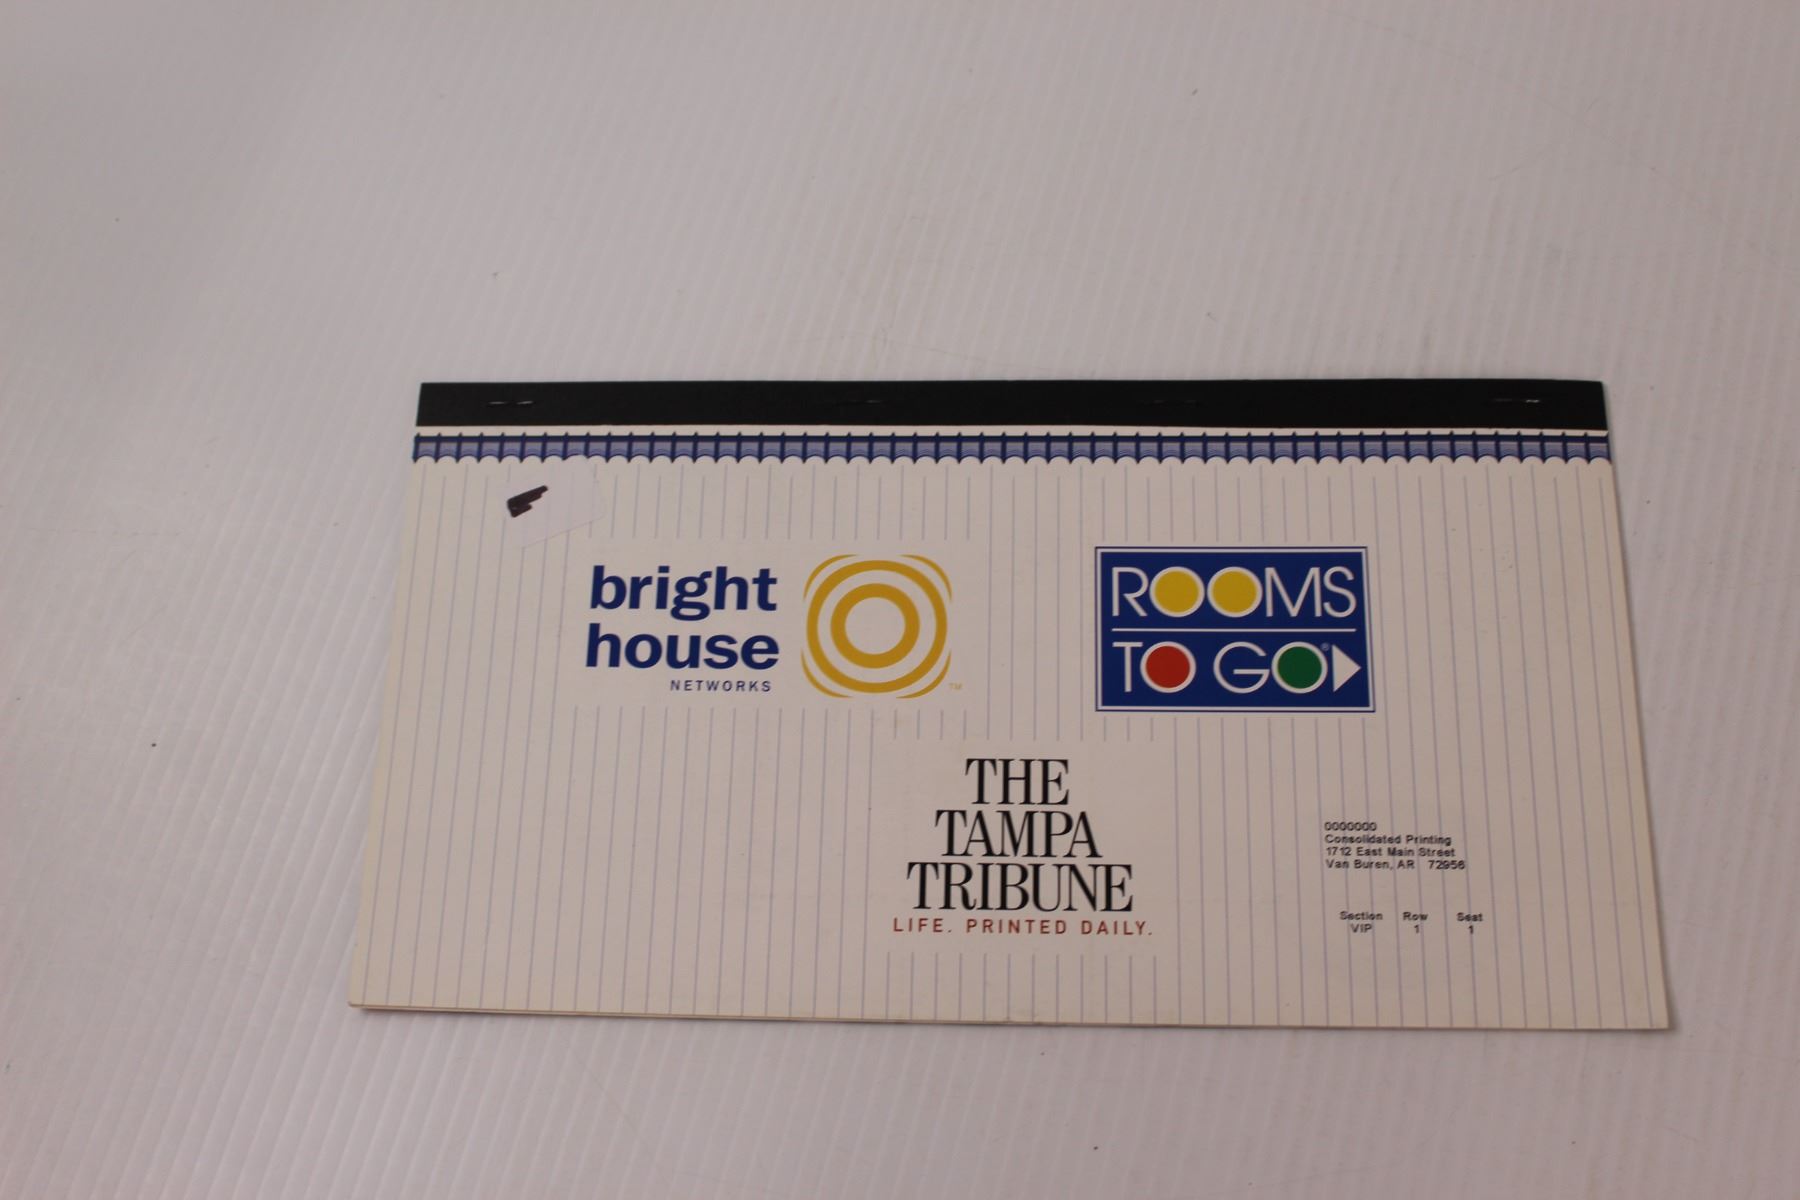 bright
house
NETWORKS
TM
ROOMS
TO GO®
THE
TAMPA
TRIBUNE
LIFE. PRINTED DAILY.
0000000
Consolidated Printing
1712 East Main Street
Van Buren, AR 72956
Section Row Seat
VIP 1 1